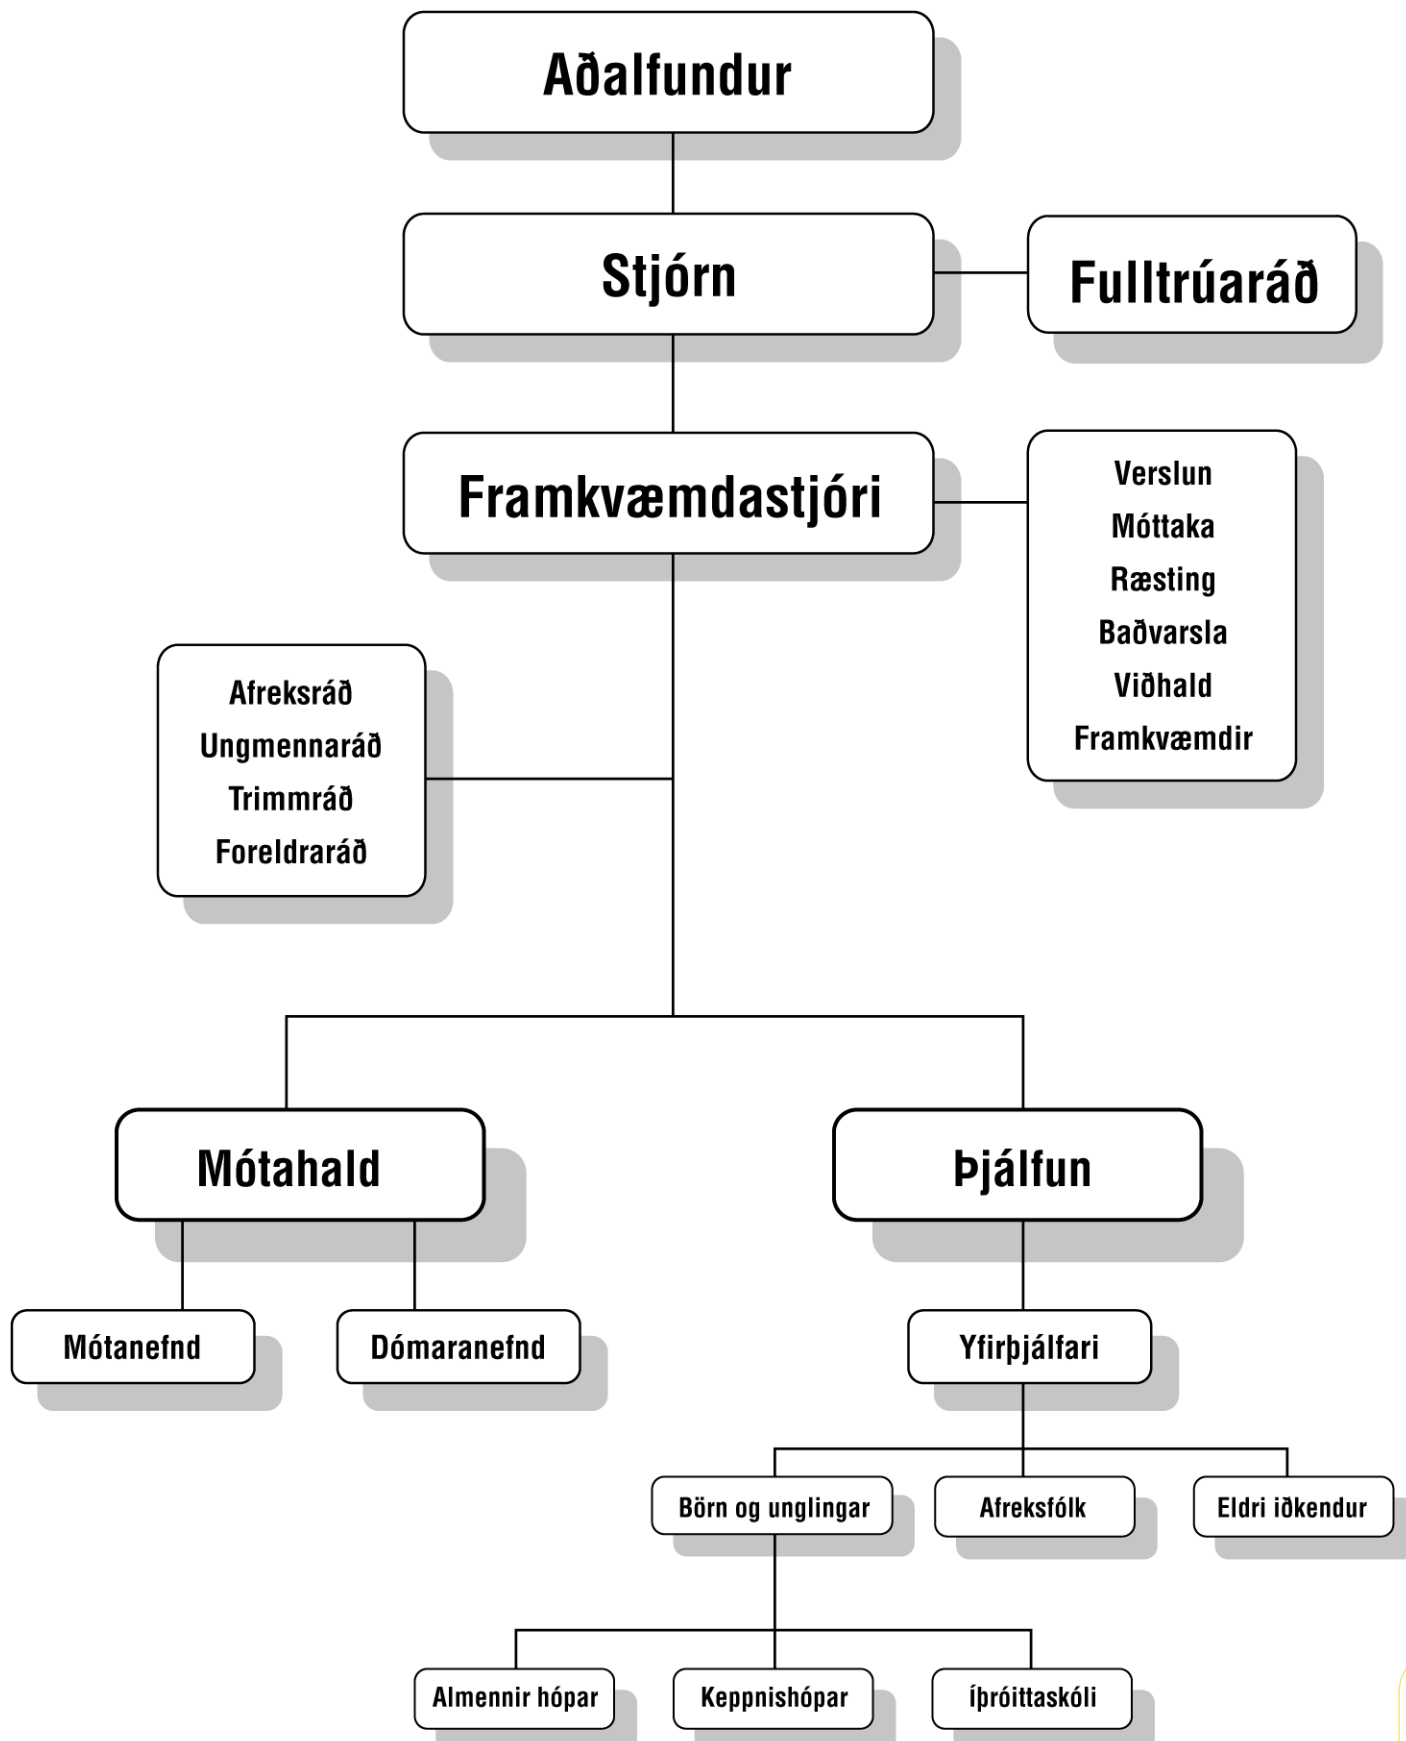 Aðalfundur
Stjórn
Fulltrúaráð
Framkvæmdastjóri
Verslun
Móttaka
Ræsting
Baðvarsla
Viðhald
Framkvæmdir
Afreksráð
Ungmennaráð
Trimmráð
Foreldraráð
Mótahald
Þjálfun
Mótanefnd
Dómaranefnd
Yfirþjálfari
Börn og unglingar
Afreksfólk
Eldri iðkendur
Almennir hópar
Keppnishópar
Íþróittaskóli